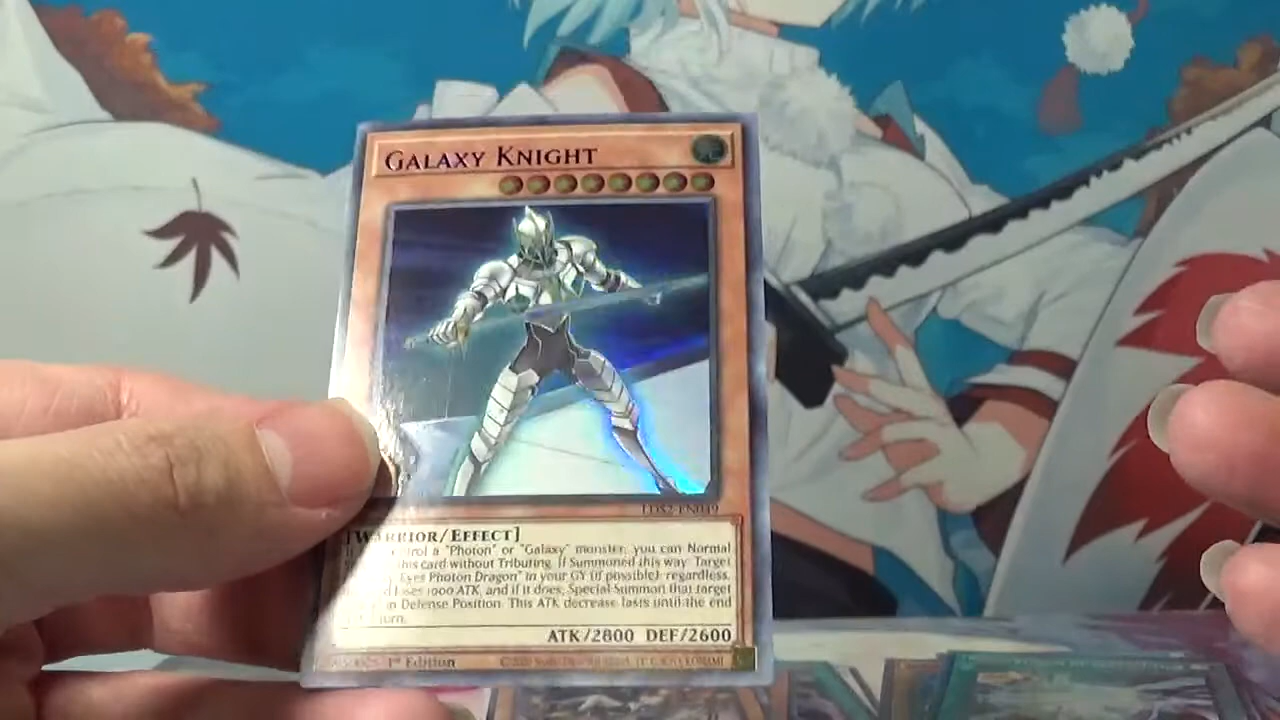 Galaxy Knight
LDS2-EN049
[Warrior/Effect]
a "Photon" or "Galaxy" monster, you can Normal
this card without Tributing. If Summoned this way: Target
Eyes Photon Dragon" in your GY (if possible); regardless,
1000 ATK, and if it does, Special Summon that target
in Defense Position. This ATK decrease lasts until the end
ATK/2800 DEF/2600
1st Edition